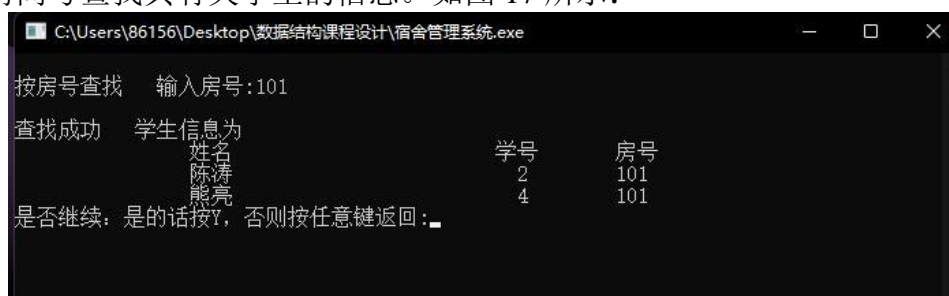 C:\Users\86156\Desktop\数据结构课程设计\宿舍管理系统.exe
按房号查找 输入房号:101
查找成功 学生信息为
姓名 学号 房号
陈涛 2 101
熊亮 4 101
是否继续：是的话按Y，否则按任意键返回: